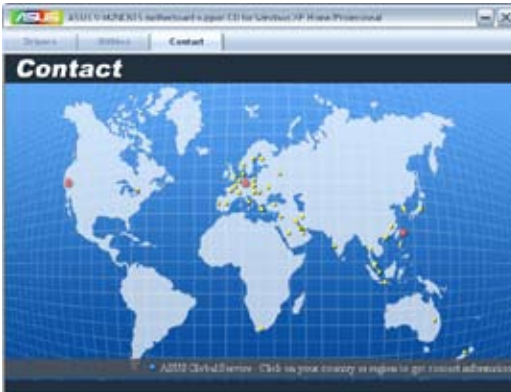 ASUS
motherboard support CD for Windows XP Home/Professional
Drivers Utilities Contact
Contact
ASUS Global Service - Click on your country or region to get contact information